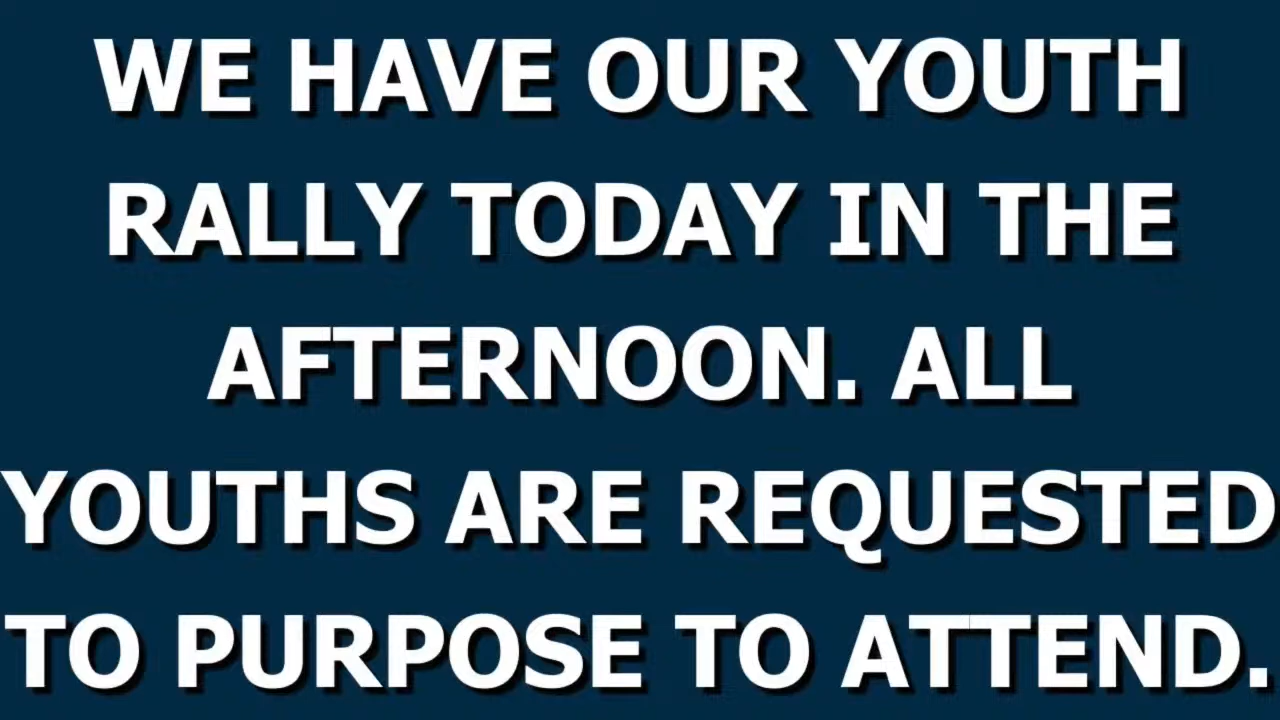 WE HAVE OUR YOUTH
RALLY TODAY IN THE
AFTERNOON. ALL
YOUTHS ARE REQUESTED
TO PURPOSE TO ATTEND.